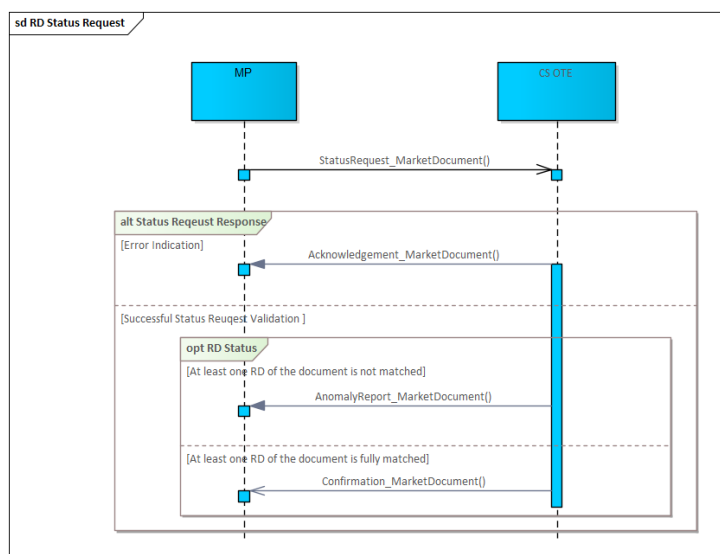 sd RD Status Request
MP
CS OTE
StatusRequest_MarketDocument()
alt Status Reqeust Response
[Error Indication]
Acknowledgement_MarketDocument()
[Successful Status Reuqest Validation ]
opt RD Status
[At least one RD of the document is not matched]
AnomalyReport_MarketDocument()
[At least one RD of the document is fully matched]
Confirmation_MarketDocument()